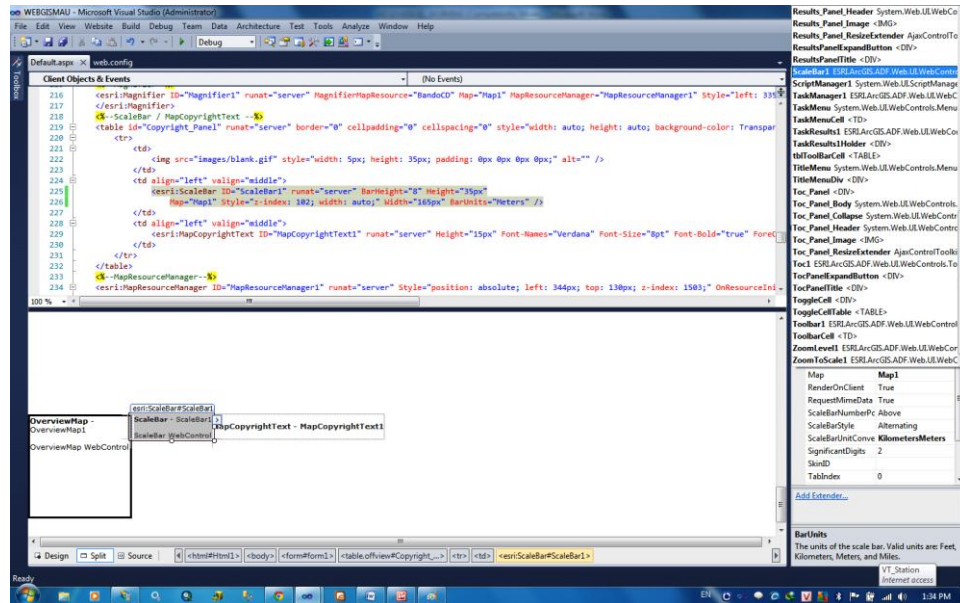 WEBGISMAU - Microsoft Visual Studio (Administrator)
File Edit View Website Build Debug Team Data Architecture Test Tools Analyze Window Help
Debug
Default.aspx × web.config
Toolbox
Client Objects & Events
(No Events)
216 <esri:Magnifier ID="Magnifier1" runat="server" MagnifierMapResource="BandoCD" Map="Map1" MapResourceManager="MapResourceManager1" Style="left: 335
217 </esri:Magnifier>
218 <%--ScaleBar / MapCopyrightText --%>
219 <table id="Copyright_Panel" runat="server" border="0" cellpadding="0" cellspacing="0" style="width: auto; height: auto; background-color: Transpar
220 <tr>
221 <td>
222 <img src="images/blank.gif" style="width: 5px; height: 35px; padding: 0px 0px 0px 0px;" alt="" />
223 </td>
224 <td align="left" valign="middle">
225 <esri:ScaleBar ID="ScaleBar1" runat="server" BarHeight="8" Height="35px"
226 Map="Map1" Style="z-index: 102; width: auto;" Width="165px" BarUnits="Meters" />
227 </td>
228 <td align="left" valign="middle">
229 <esri:MapCopyrightText ID="MapCopyrightText1" runat="server" Height="15px" Font-Names="Verdana" Font-Size="8pt" Font-Bold="true" ForeC
230 </td>
231 </tr>
232 </table>
233 <%--MapResourceManager--%>
234 <esri:MapResourceManager ID="MapResourceManager1" runat="server" Style="position: absolute; left: 344px; top: 130px; z-index: 1503;" OnResourceIni
100 %
esri:ScaleBar#ScaleBar1
OverviewMap - OverviewMap1
OverviewMap WebControl
ScaleBar - ScaleBar1
ScaleBar WebControl
MapCopyrightText - MapCopyrightText1
Design Split Source <html#Html1> <body> <form#form1> <table.offview#Copyright_...> <tr> <td> <esri:ScaleBar#ScaleBar1>
Ready
Results_Panel_Header System.Web.UI.WebCo
Results_Panel_Image <IMG>
Results_Panel_ResizeExtender AjaxControlTo
ResultsPanelExpandButton <DIV>
ResultsPanelTitle <DIV>
ScaleBar1 ESRI.ArcGIS.ADF.Web.UI.WebContro
ScriptManager1 System.Web.UI.ScriptManage
TaskManager1 ESRI.ArcGIS.ADF.Web.UI.WebC
TaskMenu System.Web.UI.WebControls.Menu
TaskMenuCell <TD>
TaskResults1 ESRI.ArcGIS.ADF.Web.UI.WebCo
TaskResults1Holder <DIV>
tblToolBarCell <TABLE>
TitleMenu System.Web.UI.WebControls.Menu
TitleMenuDiv <DIV>
Toc_Panel <DIV>
Toc_Panel_Body System.Web.UI.WebControls.
Toc_Panel_Collapse System.Web.UI.WebContr
Toc_Panel_Header System.Web.UI.WebContro
Toc_Panel_Image <IMG>
Toc_Panel_ResizeExtender AjaxControlToolki
Toc1 ESRI.ArcGIS.ADF.Web.UI.WebControls.To
TocPanelExpandButton <DIV>
TocPanelTitle <DIV>
ToggleCell <DIV>
ToggleCellTable <TABLE>
Toolbar1 ESRI.ArcGIS.ADF.Web.UI.WebControl
ToolbarCell <TD>
ZoomLevel1 ESRI.ArcGIS.ADF.Web.UI.WebCor
ZoomToScale1 ESRI.ArcGIS.ADF.Web.UI.WebC
Map Map1
RenderOnClient True
RequestMimeData True
ScaleBarNumberPc Above
ScaleBarStyle Alternating
ScaleBarUnitConve KilometersMeters
SignificantDigits 2
SkinID
TabIndex 0
Add Extender...
BarUnits
The units of the scale bar. Valid units are: Feet, Kilometers, Meters, and Miles.
VT_Station
Internet access
EN
1:34 PM